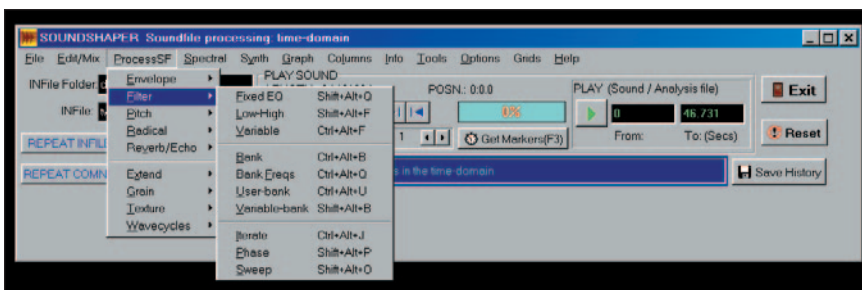 SOUNDSHAPER Soundfile processing: time-domain
File Edit/Mix ProcessSF Spectral Synth Graph Columns Info Tools Options Grids Help
INFile Folder:
PLAY SOUND
POSN.: 0:0.0
PLAY (Sound / Analysis file)
Exit
INFile:
0%
0
46.731
1
Get Markers(F3)
From:
To: (Secs)
Reset
REPEAT INFIL
REPEAT COMN
s in the time-domain
Save History
Envelope
Filter
Pitch
Radical
Reverb/Echo
Extend
Grain
Texture
Wavecycles
Fixed EQ Shift+Alt+Q
Low-High Shift+Alt+F
Variable Ctrl+Alt+F
Bank Ctrl+Alt+B
Bank Freqs Ctrl+Alt+Q
User-bank Ctrl+Alt+U
Variable-bank Shift+Alt+B
Iterate Ctrl+Alt+J
Phase Shift+Alt+P
Sweep Shift+Alt+O